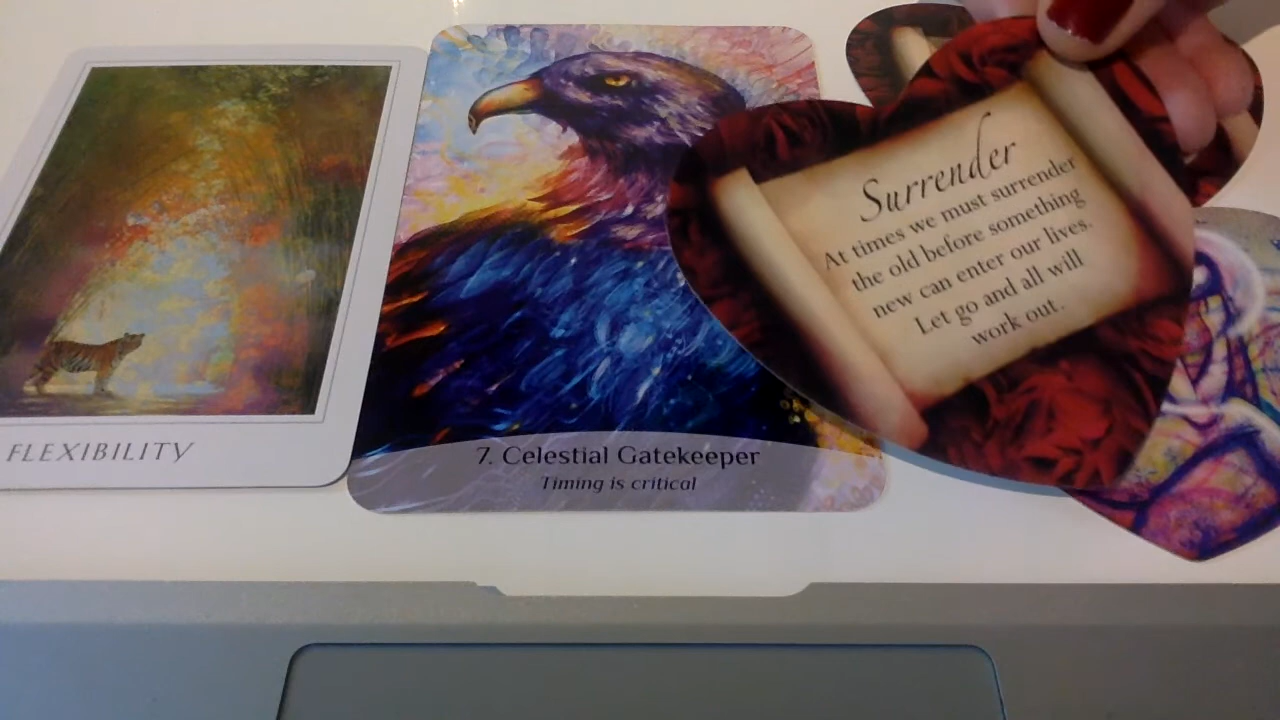 FLEXIBILITY
7. Celestial Gatekeeper
Timing is critical
Surrender
At times we must surrender
the old before something
new can enter our lives.
Let go and all will
work out.